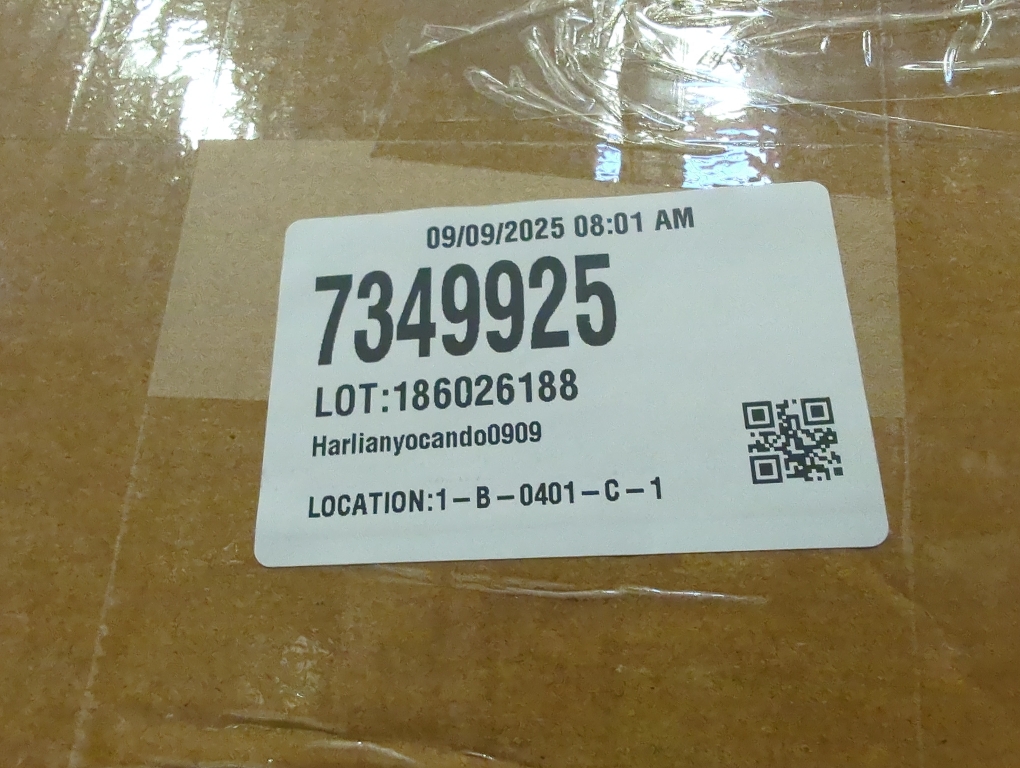 09/09/2025 08:01 AM
7349925
LOT:186026188
Harlianyocando0909
LOCATION:1-B-0401-C-1